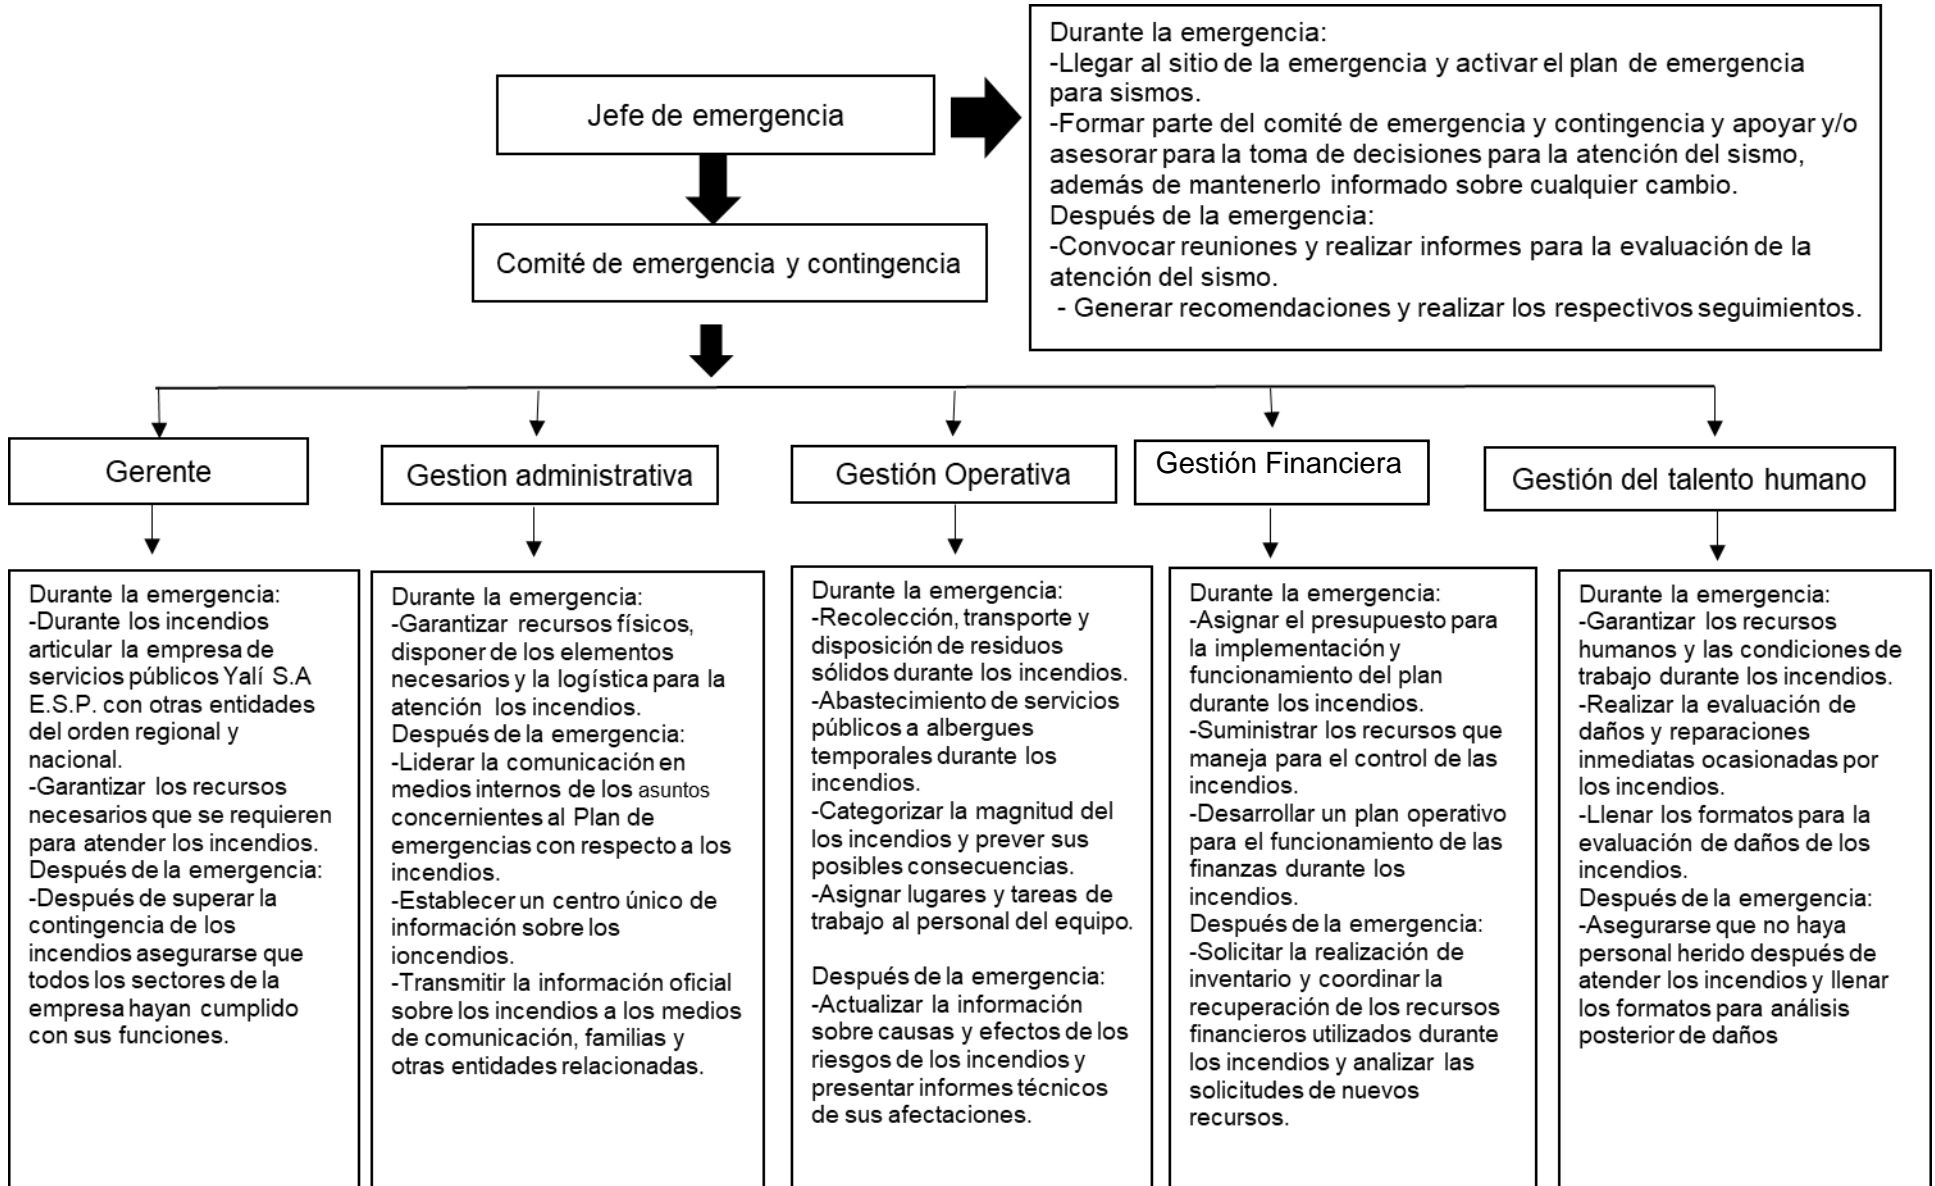 Jefe de emergencia
Durante la emergencia:
-Llegar al sitio de la emergencia y activar el plan de emergencia
para sismos.
-Formar parte del comité de emergencia y contingencia y apoyar y/o
asesorar para la toma de decisiones para la atención del sismo,
además de mantenerlo informado sobre cualquier cambio.
Después de la emergencia:
-Convocar reuniones y realizar informes para la evaluación de la
atención del sismo.
- Generar recomendaciones y realizar los respectivos seguimientos.
Comité de emergencia y contingencia
Gerente
Gestion administrativa
Gestión Operativa
Gestión Financiera
Gestión del talento humano
Durante la emergencia:
-Durante los incendios
articular la empresa de
servicios públicos Yalí S.A
E.S.P. con otras entidades
del orden regional y
nacional.
-Garantizar los recursos
necesarios que se requieren
para atender los incendios.
Después de la emergencia:
-Después de superar la
contingencia de los
incendios asegurarse que
todos los sectores de la
empresa hayan cumplido
con sus funciones.
Durante la emergencia:
-Garantizar recursos físicos,
disponer de los elementos
necesarios y la logística para la
atención los incendios.
Después de la emergencia:
-Liderar la comunicación en
medios internos de los asuntos
concernientes al Plan de
emergencias con respecto a los
incendios.
-Establecer un centro único de
información sobre los
ioncendios.
-Transmitir la información oficial
sobre los incendios a los medios
de comunicación, familias y
otras entidades relacionadas.
Durante la emergencia:
-Recolección, transporte y
disposición de residuos
sólidos durante los incendios.
-Abastecimiento de servicios
públicos a albergues
temporales durante los
incendios.
-Categorizar la magnitud del
los incendios y prever sus
posibles consecuencias.
-Asignar lugares y tareas de
trabajo al personal del equipo.
Después de la emergencia:
-Actualizar la información
sobre causas y efectos de los
riesgos de los incendios y
presentar informes técnicos
de sus afectaciones.
Durante la emergencia:
-Asignar el presupuesto para
la implementación y
funcionamiento del plan
durante los incendios.
-Suministrar los recursos que
maneja para el control de las
incendios.
-Desarrollar un plan operativo
para el funcionamiento de las
finanzas durante los
incendios.
Después de la emergencia:
-Solicitar la realización de
inventario y coordinar la
recuperación de los recursos
financieros utilizados durante
los incendios y analizar las
solicitudes de nuevos
recursos.
Durante la emergencia:
-Garantizar los recursos
humanos y las condiciones de
trabajo durante los incendios.
-Realizar la evaluación de
daños y reparaciones
inmediatas ocasionadas por
los incendios.
-Llenar los formatos para la
evaluación de daños de los
incendios.
Después de la emergencia:
-Asegurarse que no haya
personal herido después de
atender los incendios y llenar
los formatos para análisis
posterior de daños